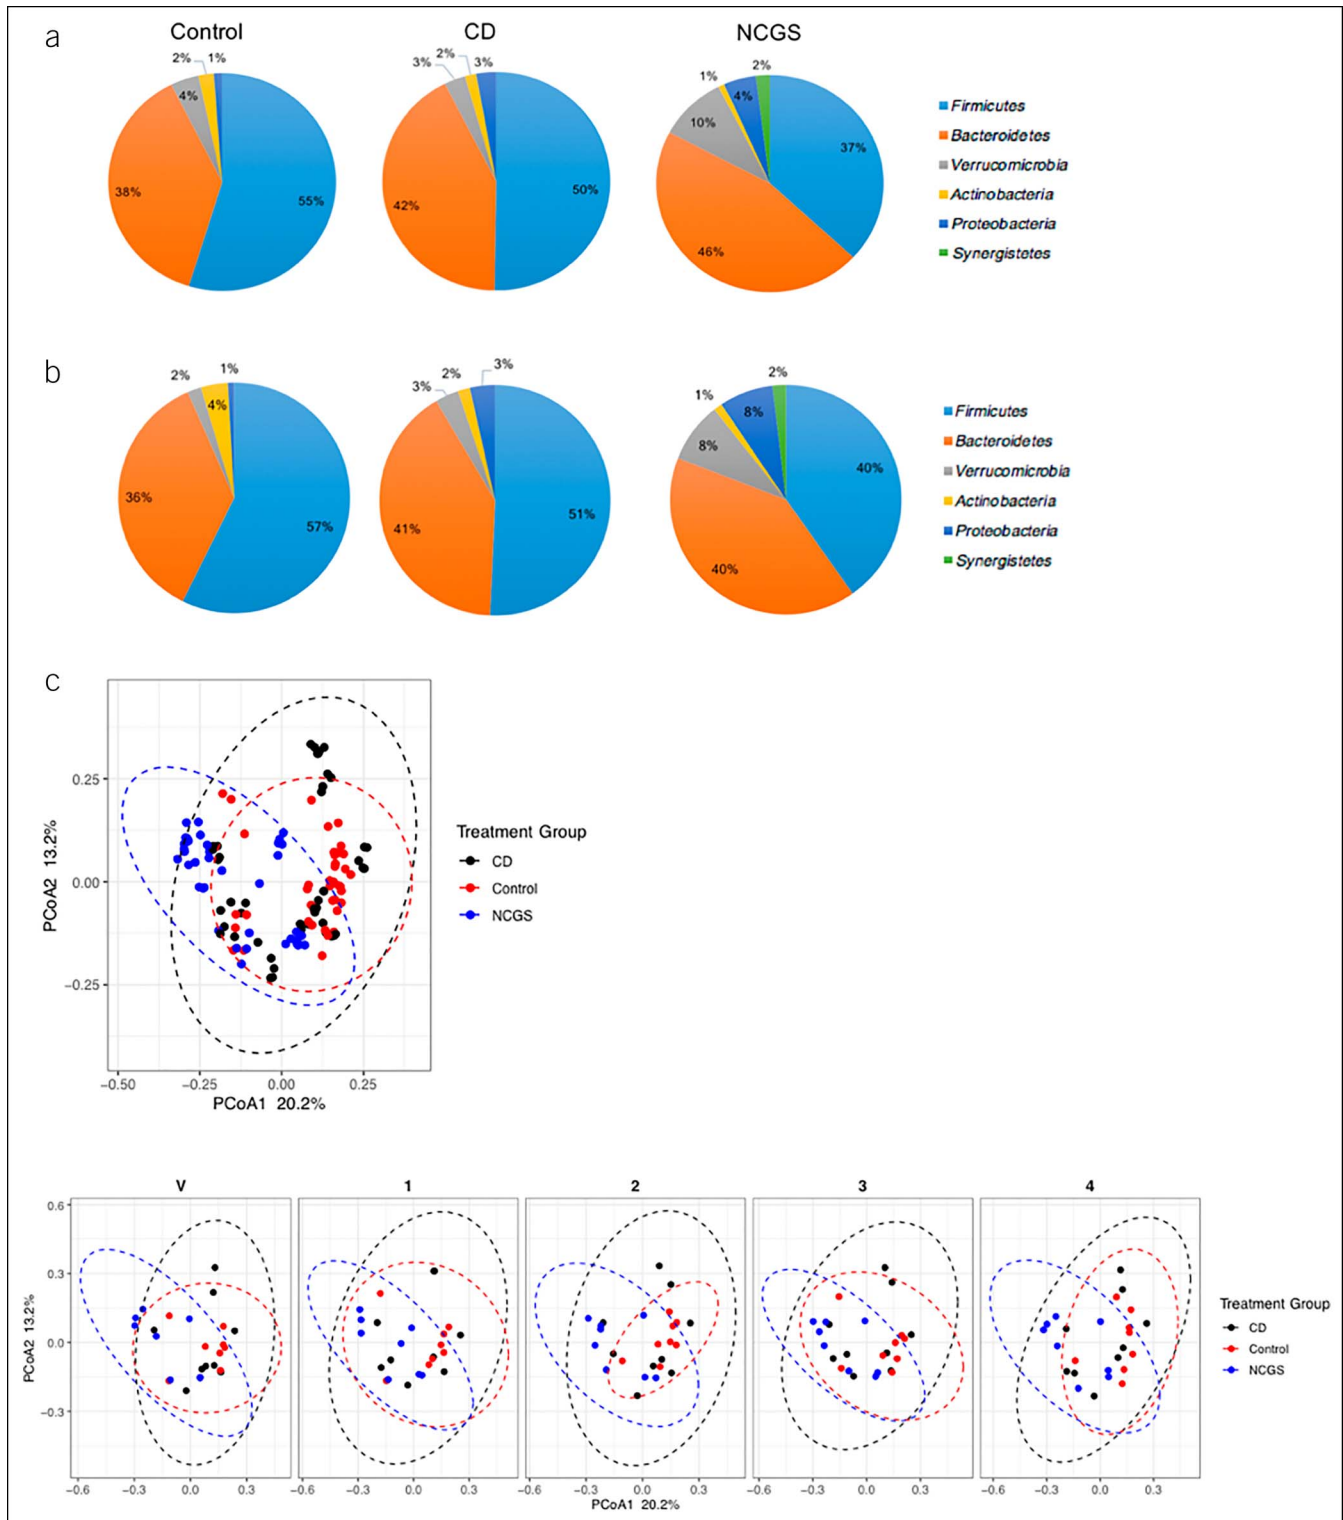 a
Control
CD
NCGS
2% 1%
4%
38%
55%
3% 2% 3%
42%
50%
1% 2%
4%
10%
37%
46%
Firmicutes
Bacteroidetes
Verrucomicrobia
Actinobacteria
Proteobacteria
Synergistetes
b
2% 1%
4%
36%
57%
3% 2% 3%
41%
51%
1% 2%
8%
8%
40%
40%
Firmicutes
Bacteroidetes
Verrucomicrobia
Actinobacteria
Proteobacteria
Synergistetes
c
PCoA2 13.2%
0.25
0.00
−0.25
−0.50 −0.25 0.00 0.25
PCoA1 20.2%
Treatment Group
CD
Control
NCGS
V 1 2 3 4
PCoA2 13.2%
0.6
0.3
0.0
−0.3
−0.6 −0.3 0.0 0.3 −0.6 −0.3 0.0 0.3 −0.6 −0.3 0.0 0.3 −0.6 −0.3 0.0 0.3 −0.6 −0.3 0.0 0.3
PCoA1 20.2%
Treatment Group
CD
Control
NCGS